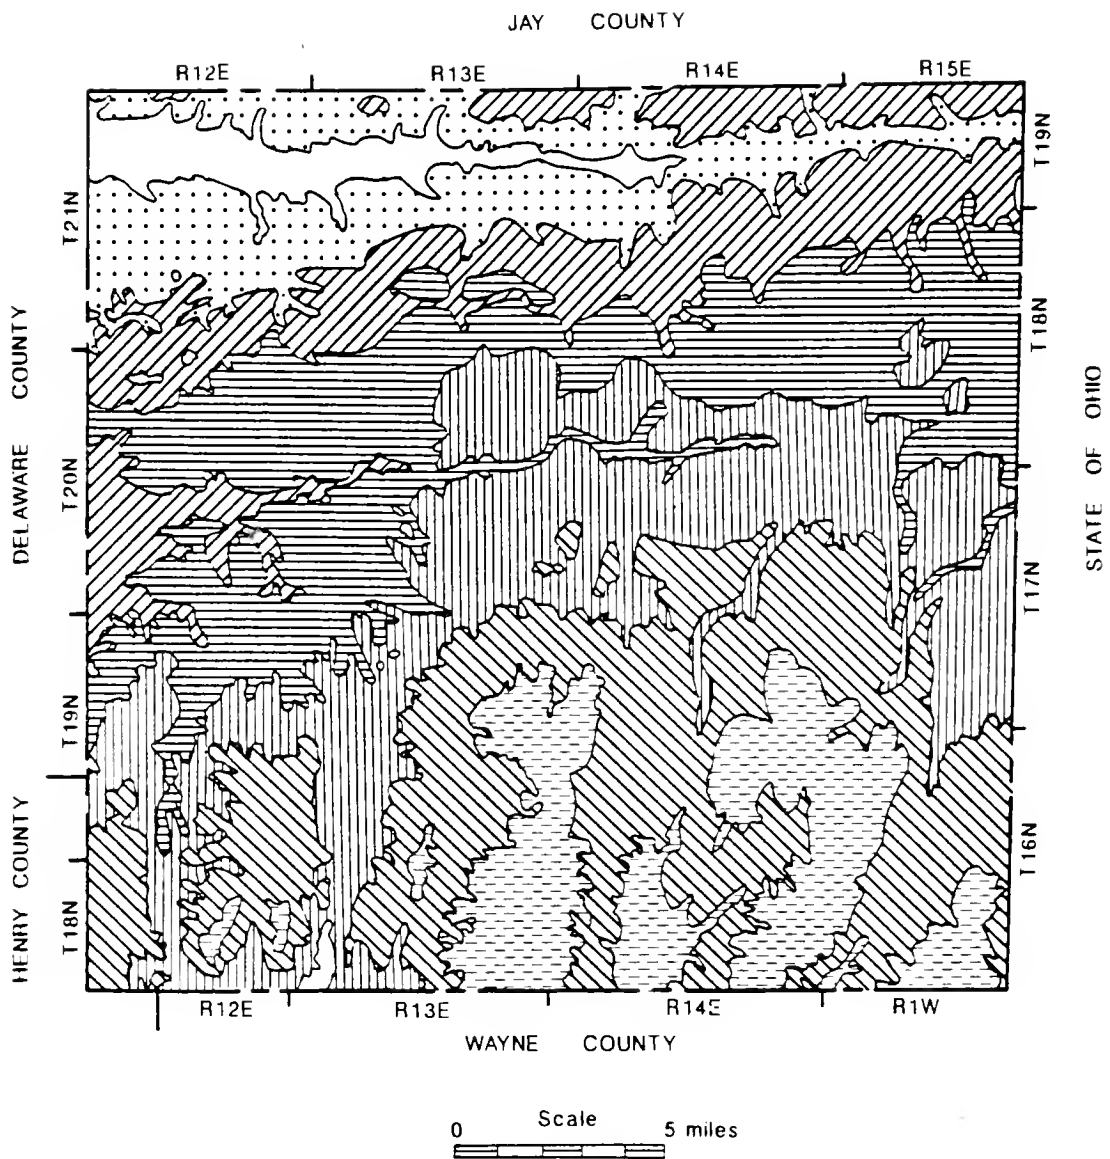 JAY COUNTY
R12E R13E R14E R15E
T19N
T21N
T18N
DELAWARE COUNTY
STATE OF OHIO
T20N
T17N
T19N
HENRY COUNTY
T16N
T18N
R12E R13E R14E R1W
WAYNE COUNTY
Scale
0 5 miles